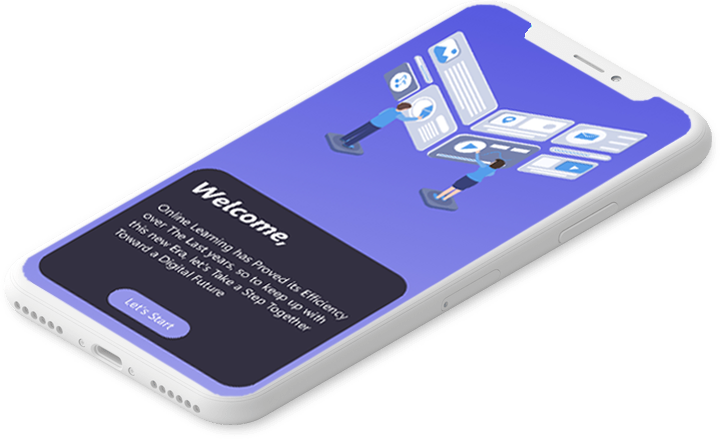 Welcome,
Online Learning has Proved its Efficiency
over The Last years, so to keep up with
this new Era, let's Take a Step Together
Toward a Digital Future
Let's Start